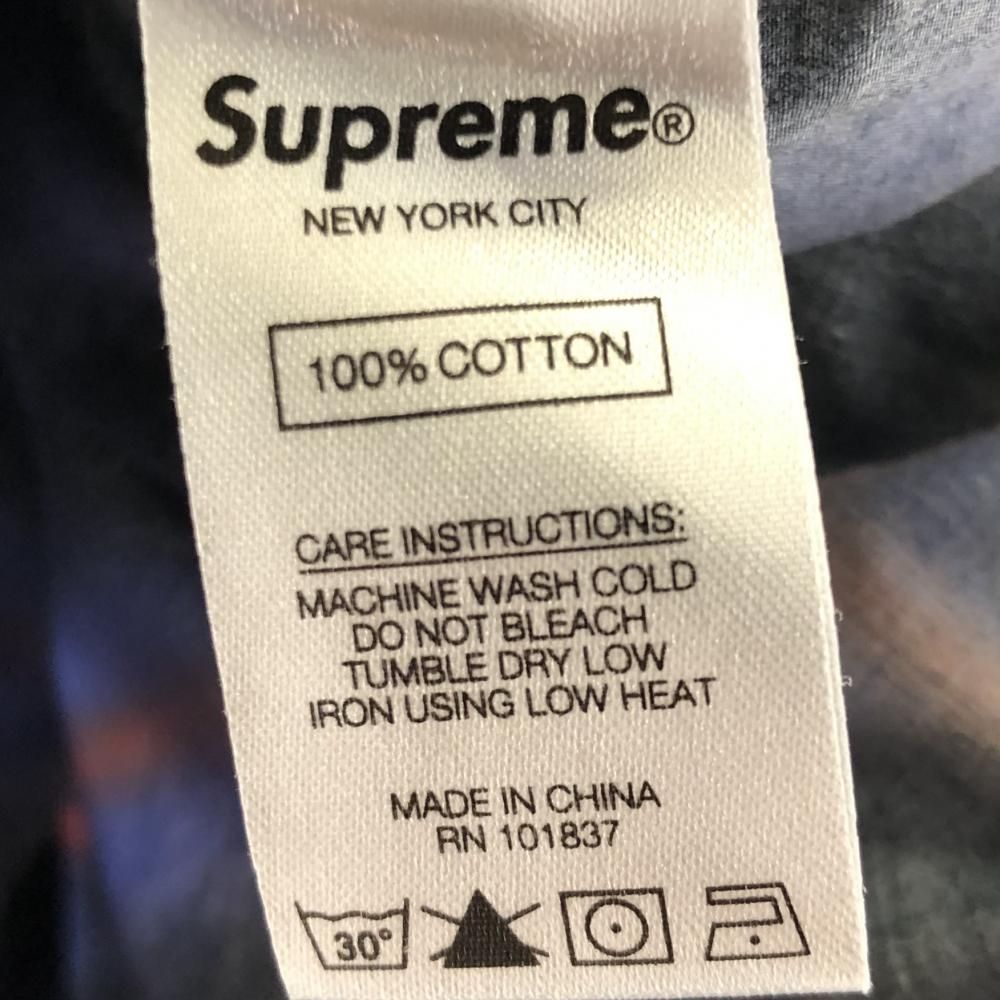 Supreme®
NEW YORK CITY
100% COTTON
CARE INSTRUCTIONS:
MACHINE WASH COLD
DO NOT BLEACH
TUMBLE DRY LOW
IRON USING LOW HEAT
MADE IN CHINA
RN 101837
30°